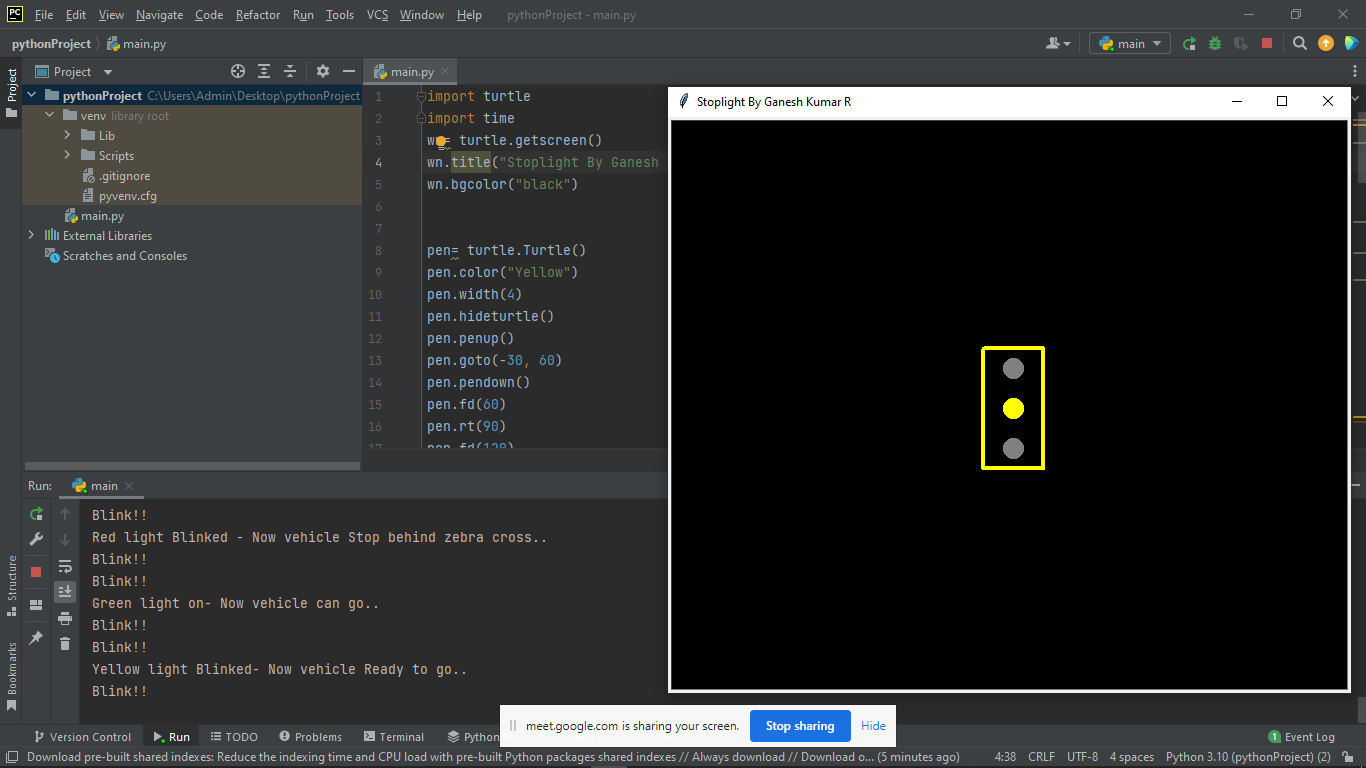 PC File Edit View Navigate Code Refactor Run Tools VCS Window Help pythonProject - main.py
pythonProject main.py main
Project main.py
Project
pythonProject C:\Users\Admin\Desktop\pythonProject
venv library root
Lib
Scripts
.gitignore
pyvenv.cfg
main.py
External Libraries
Scratches and Consoles
1 import turtle
2 import time
3 wn= turtle.getscreen()
4 wn.title("Stoplight By Ganesh
5 wn.bgcolor("black")
6
7
8 pen= turtle.Turtle()
9 pen.color("Yellow")
10 pen.width(4)
11 pen.hideturtle()
12 pen.penup()
13 pen.goto(-30, 60)
14 pen.pendown()
15 pen.fd(60)
16 pen.rt(90)
17 pen.fd(120)
Stoplight By Ganesh Kumar R
Run: main
Blink!!
Red light Blinked - Now vehicle Stop behind zebra cross..
Blink!!
Blink!!
Green light on- Now vehicle can go..
Blink!!
Blink!!
Yellow light Blinked- Now vehicle Ready to go..
Blink!!
Structure
Bookmarks
meet.google.com is sharing your screen. Stop sharing Hide
Version Control Run TODO Problems Terminal Python 1 Event Log
Download pre-built shared indexes: Reduce the indexing time and CPU load with pre-built Python packages shared indexes // Always download // Download o... (5 minutes ago) 4:38 CRLF UTF-8 4 spaces Python 3.10 (pythonProject) (2)